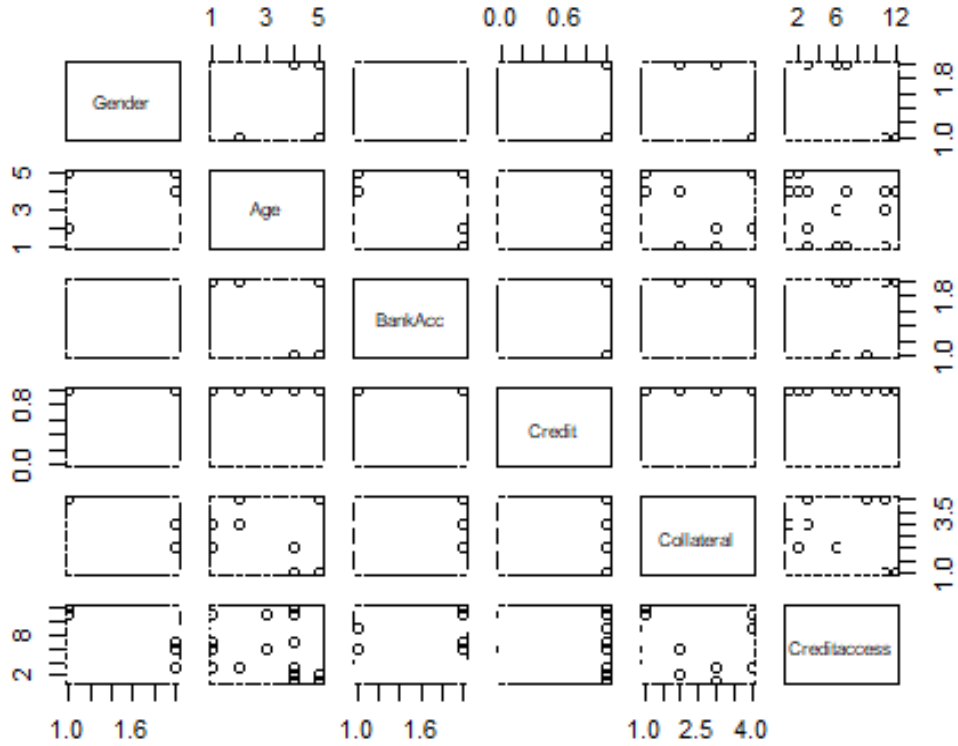 1 3 5 0.0 0.6 2 6 12
Gender 1.0 1.8
1 3 5 Age
BankAcc 1.0 1.8
0.0 0.8 Credit
Collateral 1.0 3.5
2 8 Creditaccess
1.0 1.6 1.0 1.6 1.0 2.5 4.0